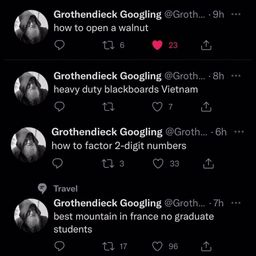 Grothendieck Googling @Groth... · 9h ···
how to open a walnut
6 23
Grothendieck Googling @Groth... · 8h ···
heavy duty blackboards Vietnam
7
Grothendieck Googling @Groth... · 6h ···
how to factor 2-digit numbers
3 33
Travel
Grothendieck Googling @Groth... · 7h ···
best mountain in france no graduate
students
17 96